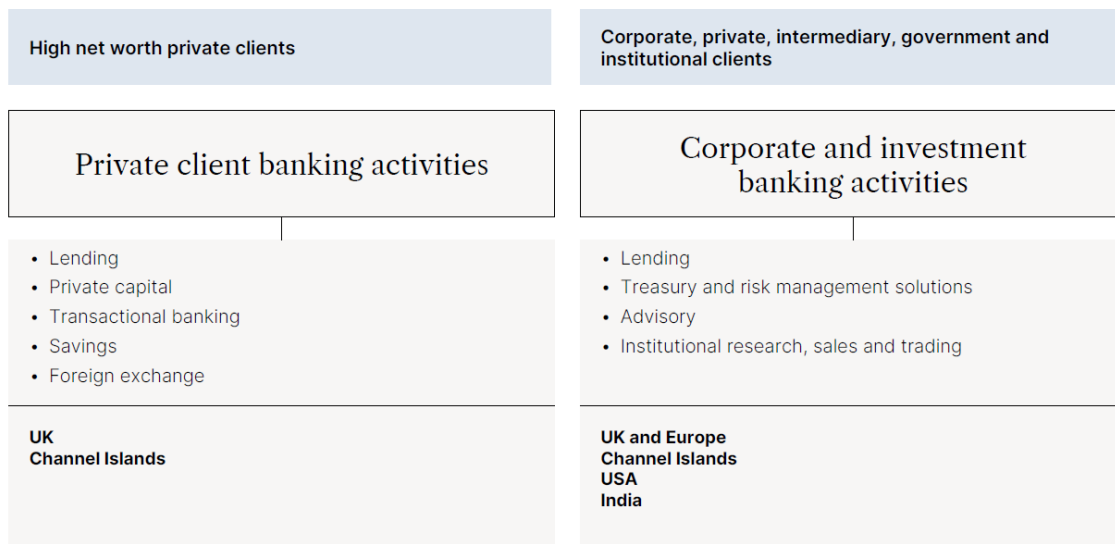 High net worth private clients
Private client banking activities
• Lending
• Private capital
• Transactional banking
• Savings
• Foreign exchange
UK
Channel Islands
Corporate, private, intermediary, government and
institutional clients
Corporate and investment
banking activities
• Lending
• Treasury and risk management solutions
• Advisory
• Institutional research, sales and trading
UK and Europe
Channel Islands
USA
India